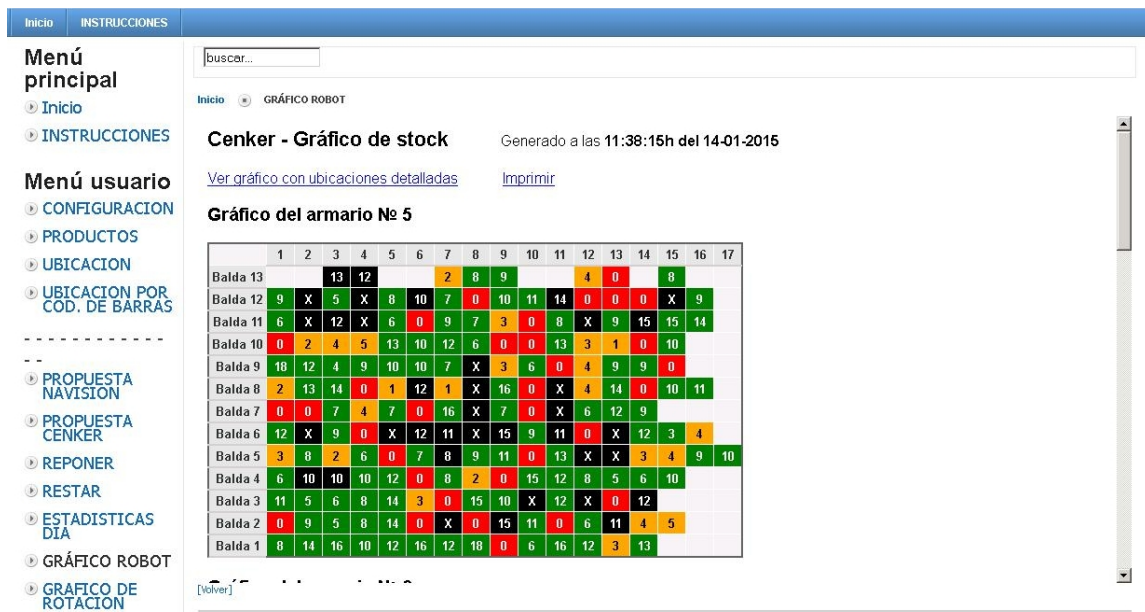 Inicio INSTRUCCIONES
Menú
principal
Inicio
INSTRUCCIONES
Menú usuario
CONFIGURACION
PRODUCTOS
UBICACION
UBICACION POR
COD. DE BARRAS
- - - - - - - - - - - -
- -
PROPUESTA
NAVISION
PROPUESTA
CENKER
REPONER
RESTAR
ESTADISTICAS
DIA
GRÁFICO ROBOT
GRAFICO DE
ROTACION
buscar...
Inicio GRÁFICO ROBOT
Cenker - Gráfico de stock Generado a las 11:38:15h del 14-01-2015
Ver gráfico con ubicaciones detalladas Imprimir
Gráfico del armario № 5
1 2 3 4 5 6 7 8 9 10 11 12 13 14 15 16 17
Balda 13 13 12 2 8 9 4 0 8
Balda 12 9 X 5 X 8 10 7 0 10 11 14 0 0 0 X 9
Balda 11 6 X 12 X 6 0 9 7 3 0 8 X 9 15 15 14
Balda 10 0 2 4 5 13 10 12 6 0 0 13 3 1 0 10
Balda 9 18 12 4 9 10 10 7 X 3 6 0 4 9 9 0
Balda 8 2 13 14 0 1 12 1 X 16 0 X 4 14 0 10 11
Balda 7 0 0 7 4 7 0 16 X 7 0 X 6 12 9
Balda 6 12 X 9 0 X 12 11 X 15 9 11 0 X 12 3 4
Balda 5 3 8 2 6 0 7 8 9 11 0 13 X X 3 4 9 10
Balda 4 6 10 10 10 12 0 8 2 0 15 12 8 5 6 10
Balda 3 11 5 6 8 14 3 0 15 10 X 12 X 0 12
Balda 2 0 9 5 8 14 0 X 0 15 11 0 6 11 4 5
Balda 1 8 14 16 10 12 16 12 18 0 6 16 12 3 13
[Volver]